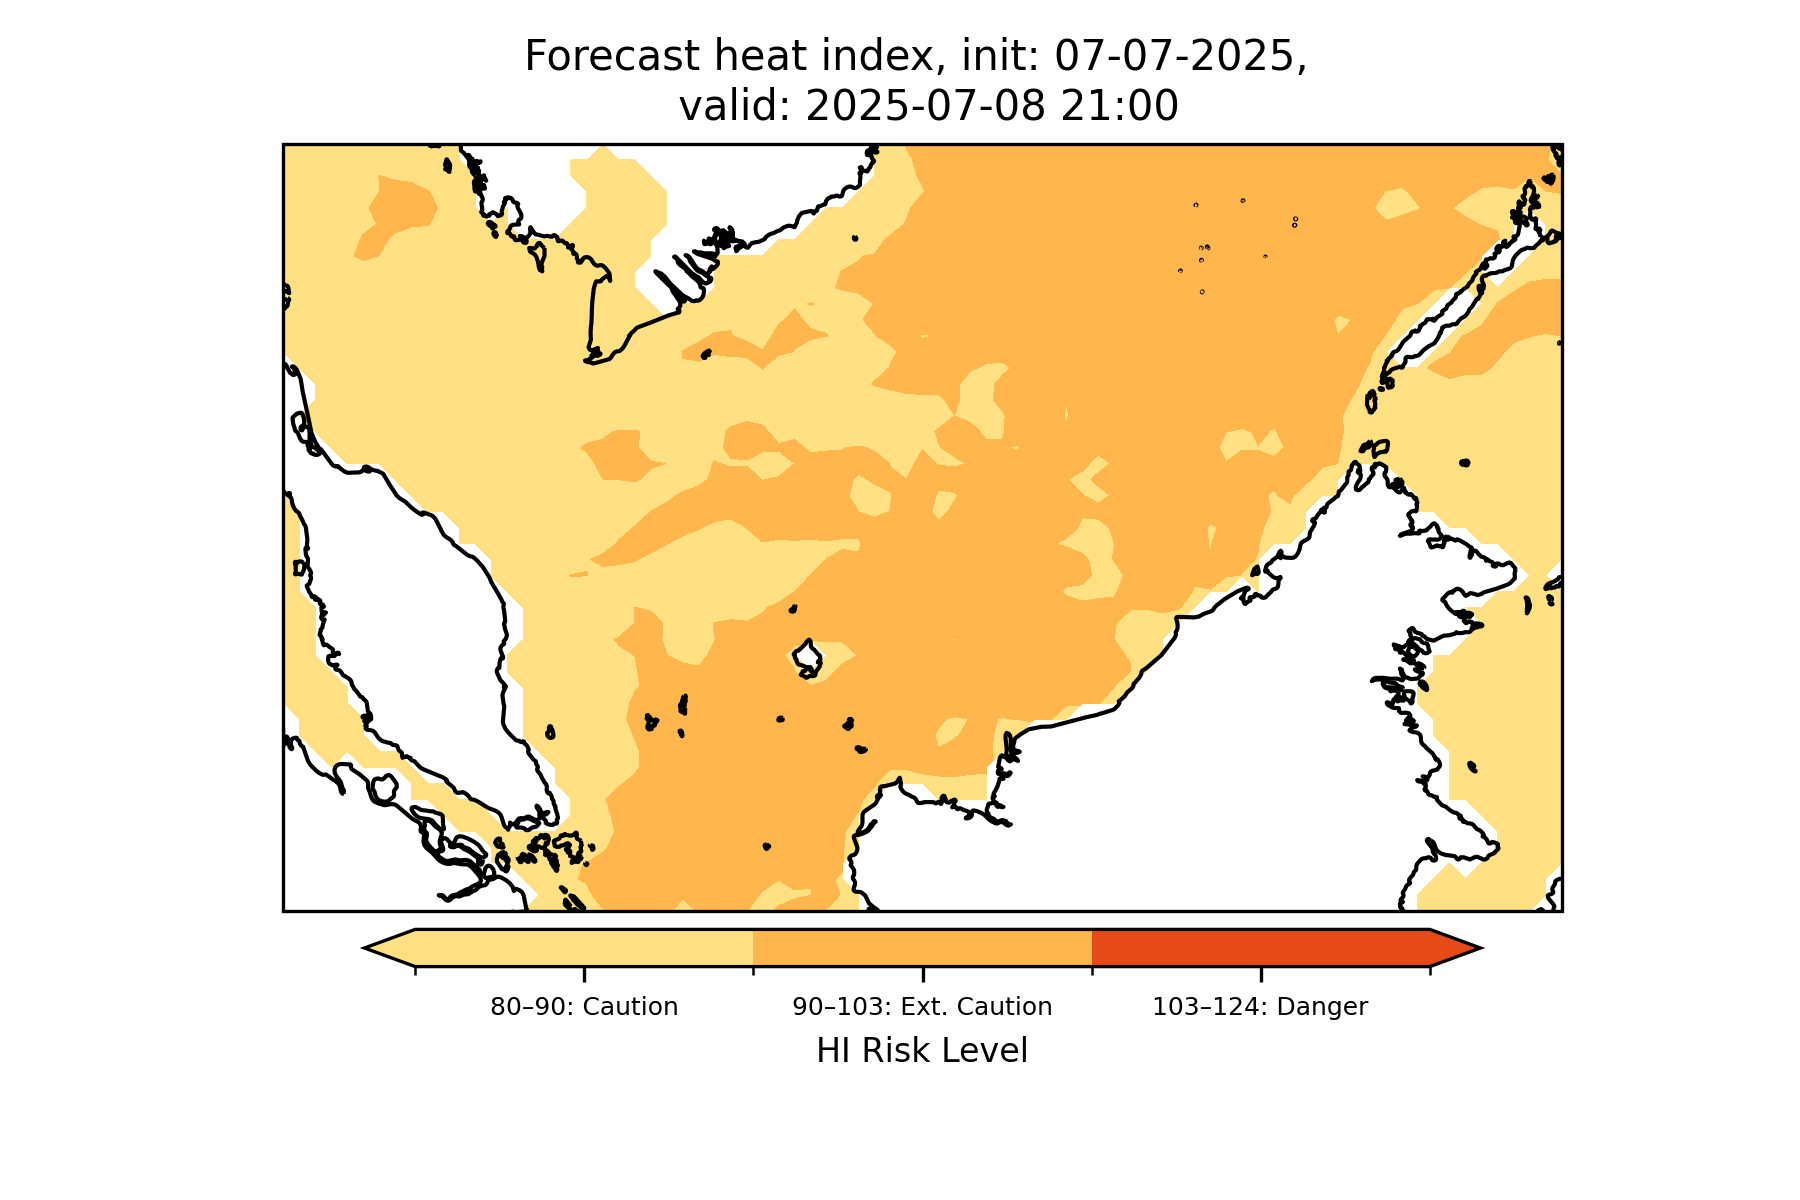 Forecast heat index, init: 07-07-2025,
valid: 2025-07-08 21:00
80–90: Caution
90–103: Ext. Caution
103–124: Danger
HI Risk Level